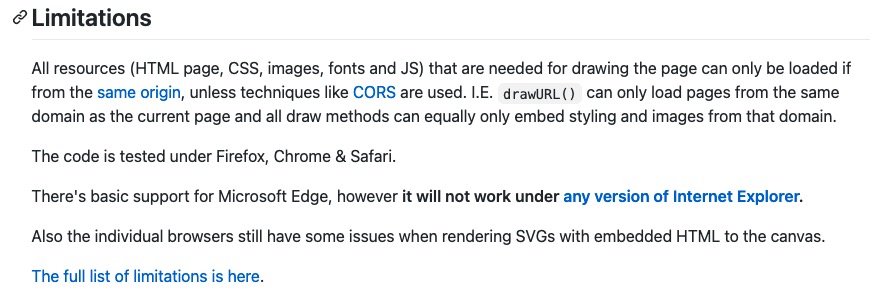 Limitations
All resources (HTML page, CSS, images, fonts and JS) that are needed for drawing the page can only be loaded if
from the same origin, unless techniques like CORS are used. I.E. drawURL() can only load pages from the same
domain as the current page and all draw methods can equally only embed styling and images from that domain.
The code is tested under Firefox, Chrome & Safari.
There's basic support for Microsoft Edge, however it will not work under any version of Internet Explorer.
Also the individual browsers still have some issues when rendering SVGs with embedded HTML to the canvas.
The full list of limitations is here.